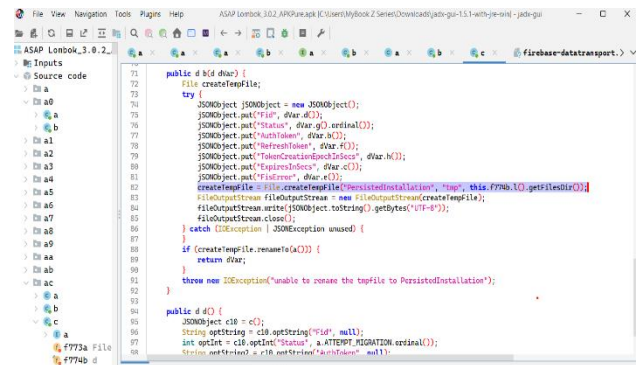 File View Navigation Tools Plugins Help ASAP Lombok_3.0.2_APKPure.apk [C:\Users\MyBook Z Series\Downloads\jadx-gui-1.5.1-with-jre-win] - jadx-gui
ASAP Lombok_3.0.2_
Inputs
Source code
a
a0
a
b
a1
a2
a3
a4
a5
a6
a7
a8
a9
aa
ab
ac
a
b
c
a
f773a File
f774b d
a a a b a b a b c firebase-datatransport.
71 public d b(d dVar) {
72 File createTempFile;
73 try {
74 JSONObject jSONObject = new JSONObject();
75 jSONObject.put("Fid", dVar.d());
76 jSONObject.put("Status", dVar.g().ordinal());
77 jSONObject.put("AuthToken", dVar.b());
78 jSONObject.put("RefreshToken", dVar.f());
79 jSONObject.put("TokenCreationEpochInSecs", dVar.h());
80 jSONObject.put("ExpiresInSecs", dVar.c());
81 jSONObject.put("FisError", dVar.e());
82 createTempFile = File.createTempFile("PersistedInstallation", "tmp", this.f774b.l().getFilesDir());
83 FileOutputStream fileOutputStream = new FileOutputStream(createTempFile);
84 fileOutputStream.write(jSONObject.toString().getBytes("UTF-8"));
85 fileOutputStream.close();
86 } catch (IOException | JSONException unused) {
87 }
88 if (createTempFile.renameTo(a())) {
89 return dVar;
90 }
91 throw new IOException("unable to rename the tmpfile to PersistedInstallation");
92 }
93
94 public d d() {
95 JSONObject c10 = c();
96 String optString = c10.optString("Fid", null);
97 int optInt = c10.optInt("Status", a.ATTEMPT_MIGRATION.ordinal());
98 String optString2 = c10.optString("AuthToken", null);